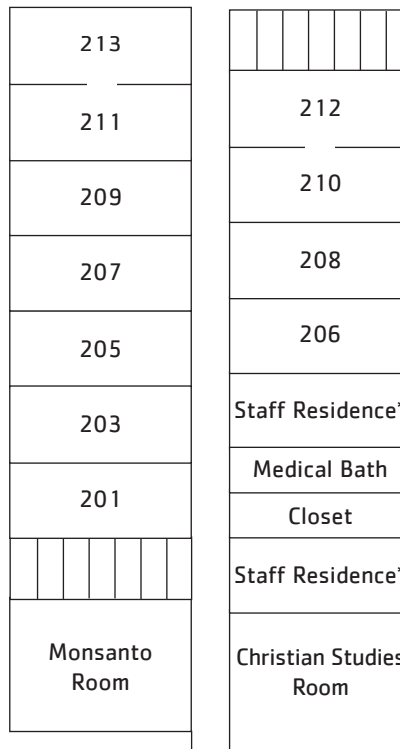 213
211
209
207
205
203
201
Monsanto
Room
212
210
208
206
Staff Residence*
Medical Bath
Closet
Staff Residence*
Christian Studies
Room